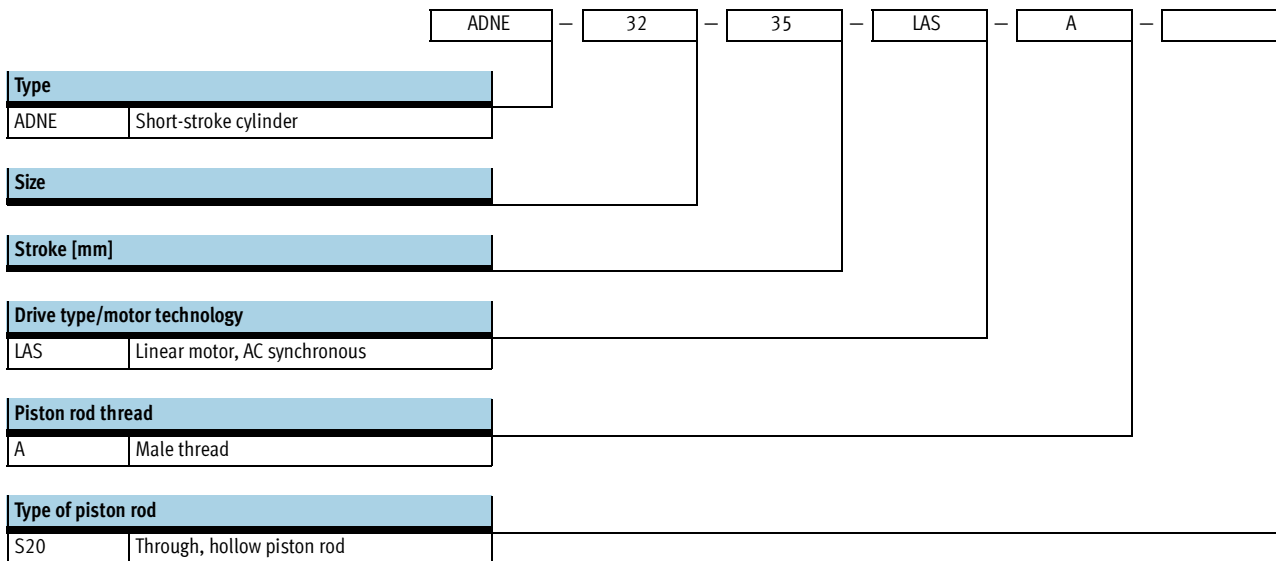 ADNE – 32 – 35 – LAS – A –
Type
ADNE Short-stroke cylinder
Size
Stroke [mm]
Drive type/motor technology
LAS Linear motor, AC synchronous
Piston rod thread
A Male thread
Type of piston rod
S20 Through, hollow piston rod